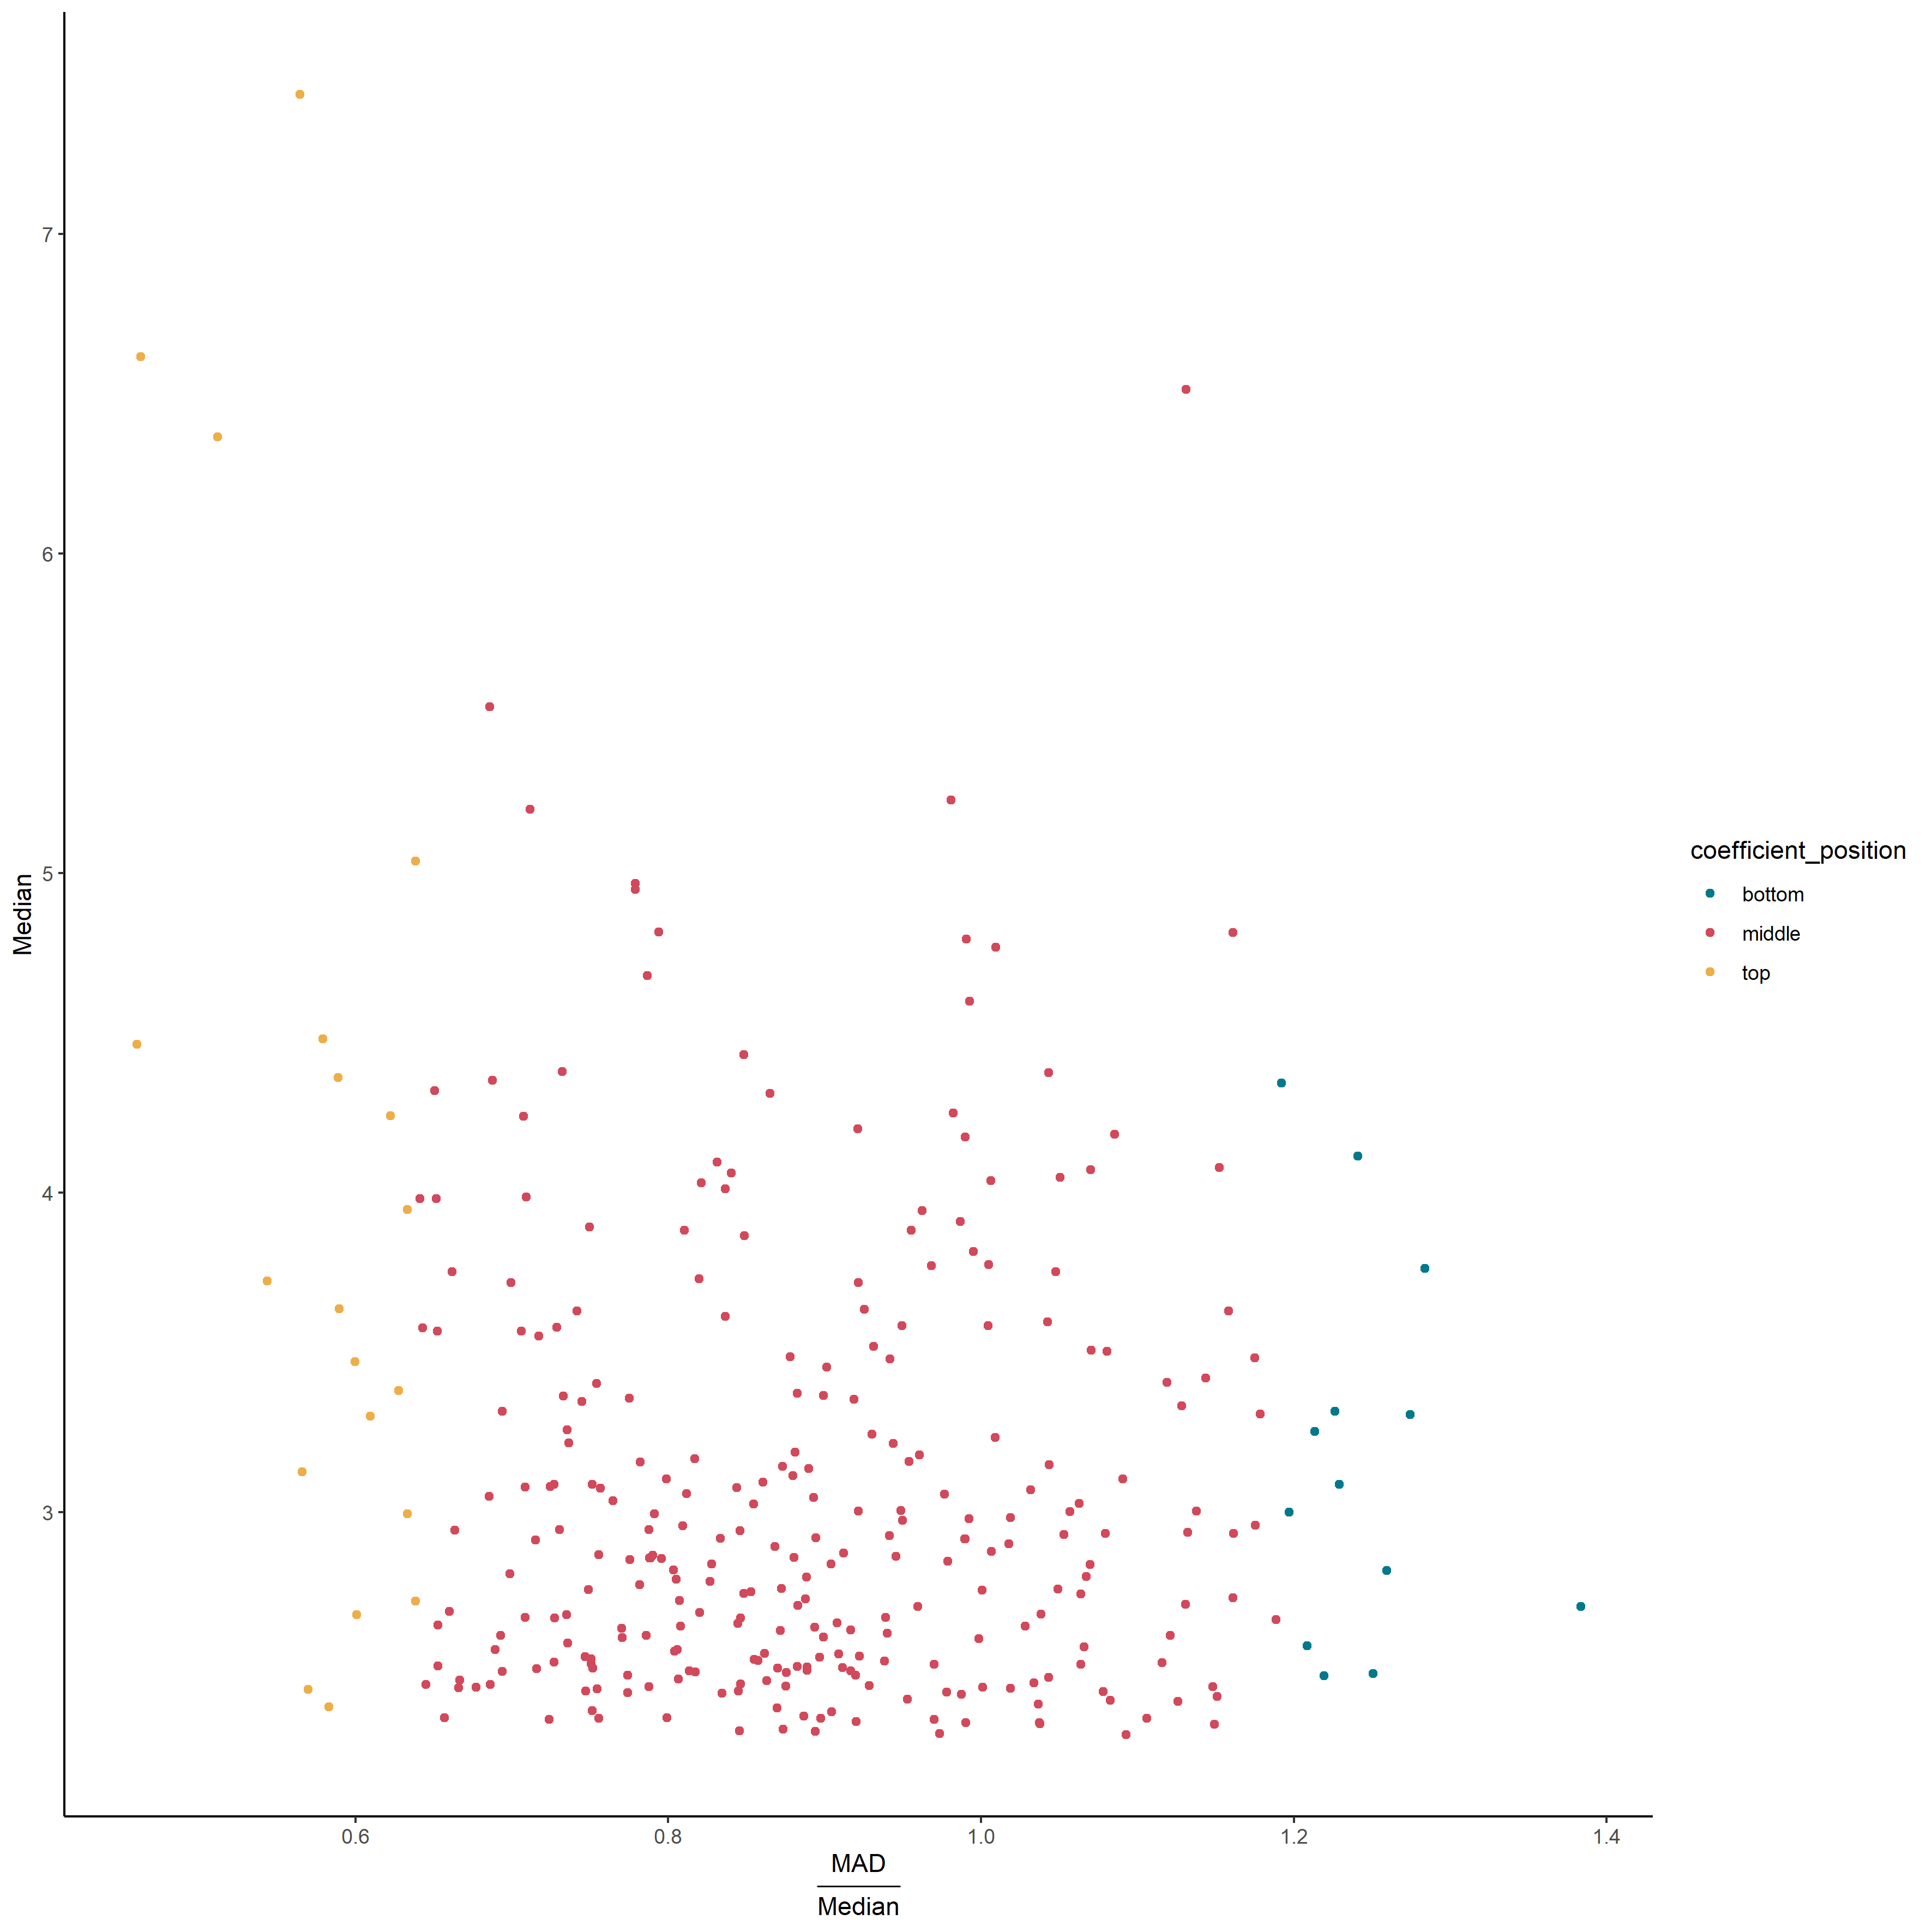 7
6
5
4
3
Median
0.6
0.8
1.0
1.2
1.4
MAD
Median
coefficient_position
bottom
middle
top